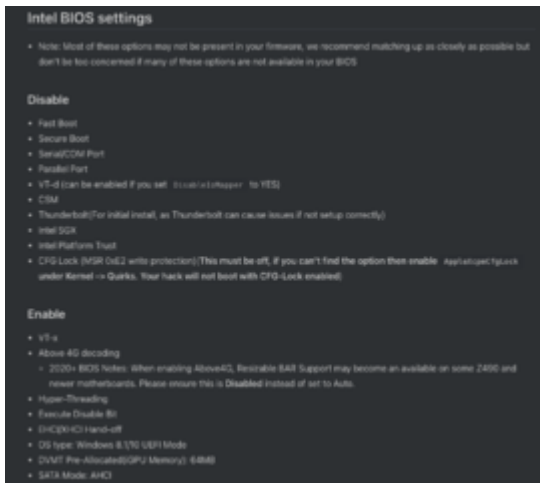 Intel BIOS settings
• Note: Most of these options may not be present in your firmware, we recommend matching up as closely as possible but
don't be too concerned if many of these options are not available in your BIOS
Disable
• Fast Boot
• Secure Boot
• Serial/COM Port
• Parallel Port
• VT-d (can be enabled if you set DisableIoMapper to YES)
• CSM
• Thunderbolt(For initial install, as Thunderbolt can cause issues if not setup correctly)
• Intel SGX
• Intel Platform Trust
• CFG Lock (MSR 0xE2 write protection)(This must be off, if you can't find the option then enable AppleXcpmCfgLock
under Kernel -> Quirks. Your hack will not boot with CFG-Lock enabled)
Enable
• VT-x
• Above 4G decoding
◦ 2020+ BIOS Notes: When enabling Above4G, Resizable BAR Support may become an available on some Z490 and
newer motherboards. Please ensure this is Disabled instead of set to Auto.
• Hyper-Threading
• Execute Disable Bit
• EHCI/XHCI Hand-off
• OS type: Windows 8.1/10 UEFI Mode
• DVMT Pre-Allocated(iGPU Memory): 64MB
• SATA Mode: AHCI